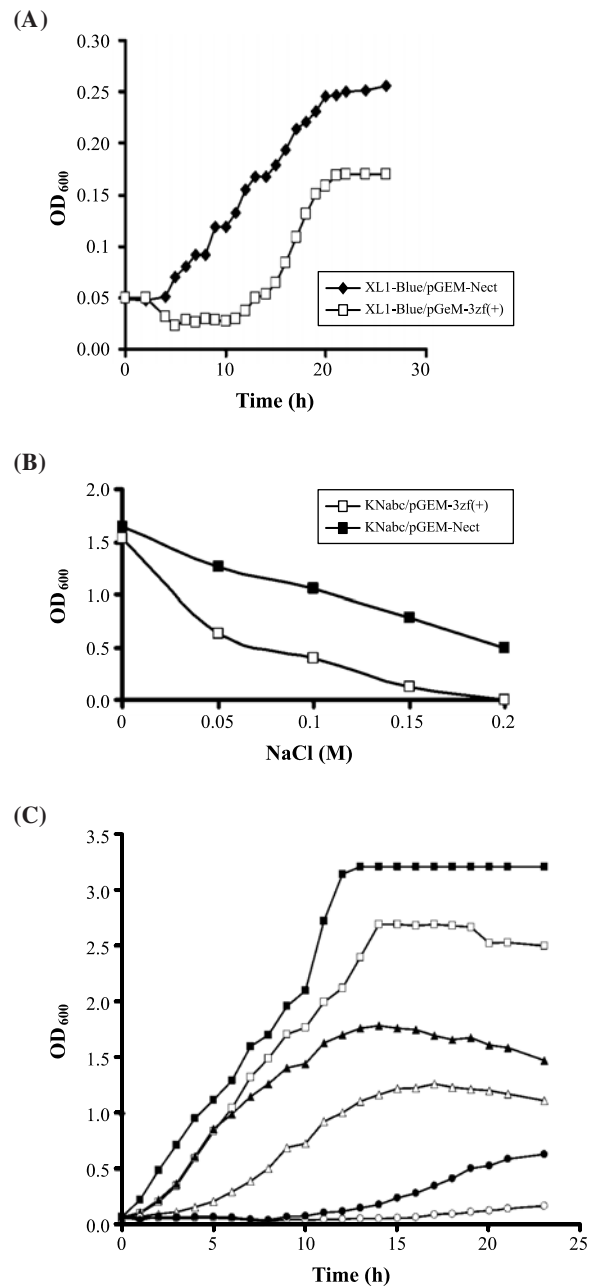 (A)
0.30
0.25
0.20
0.15
0.10
0.05
0.00
OD600
0
10
20
30
Time (h)
XL1-Blue/pGEM-Nect
XL1-Blue/pGeM-3zf(+)
(B)
2.0
1.5
1.0
0.5
0.0
OD600
0
0.05
0.1
0.15
0.2
NaCl (M)
KNabc/pGEM-3zf(+)
KNabc/pGEM-Nect
(C)
3.5
3.0
2.5
2.0
1.5
1.0
0.5
0.0
OD600
0
5
10
15
20
25
Time (h)